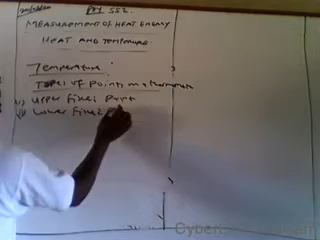 PHY 552
MEASUREMENT OF HEAT ENERGY
HEAT AND TEMPERATURE
Temperature
Types of points in a thermometer
i) Upper fixed point
ii) Lower fixed